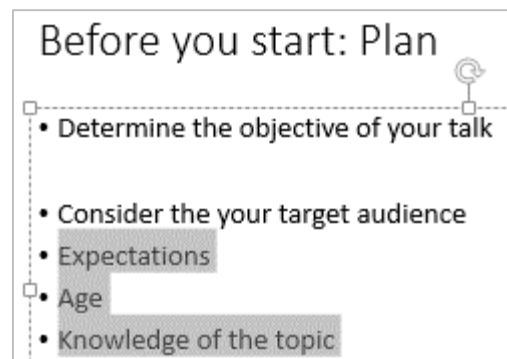 Before you start: Plan
• Determine the objective of your talk
• Consider the your target audience
• Expectations
• Age
• Knowledge of the topic